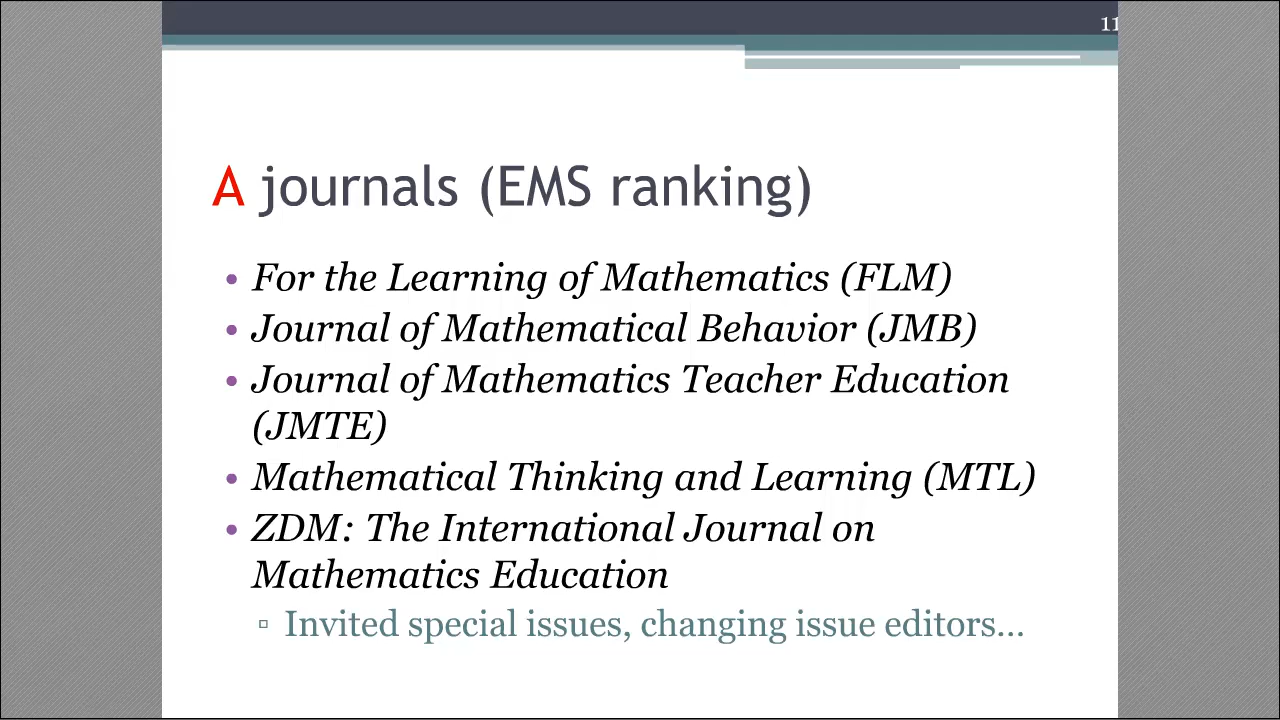 11
A journals (EMS ranking)
• For the Learning of Mathematics (FLM)
• Journal of Mathematical Behavior (JMB)
• Journal of Mathematics Teacher Education
(JMTE)
• Mathematical Thinking and Learning (MTL)
• ZDM: The International Journal on
Mathematics Education
▫ Invited special issues, changing issue editors...